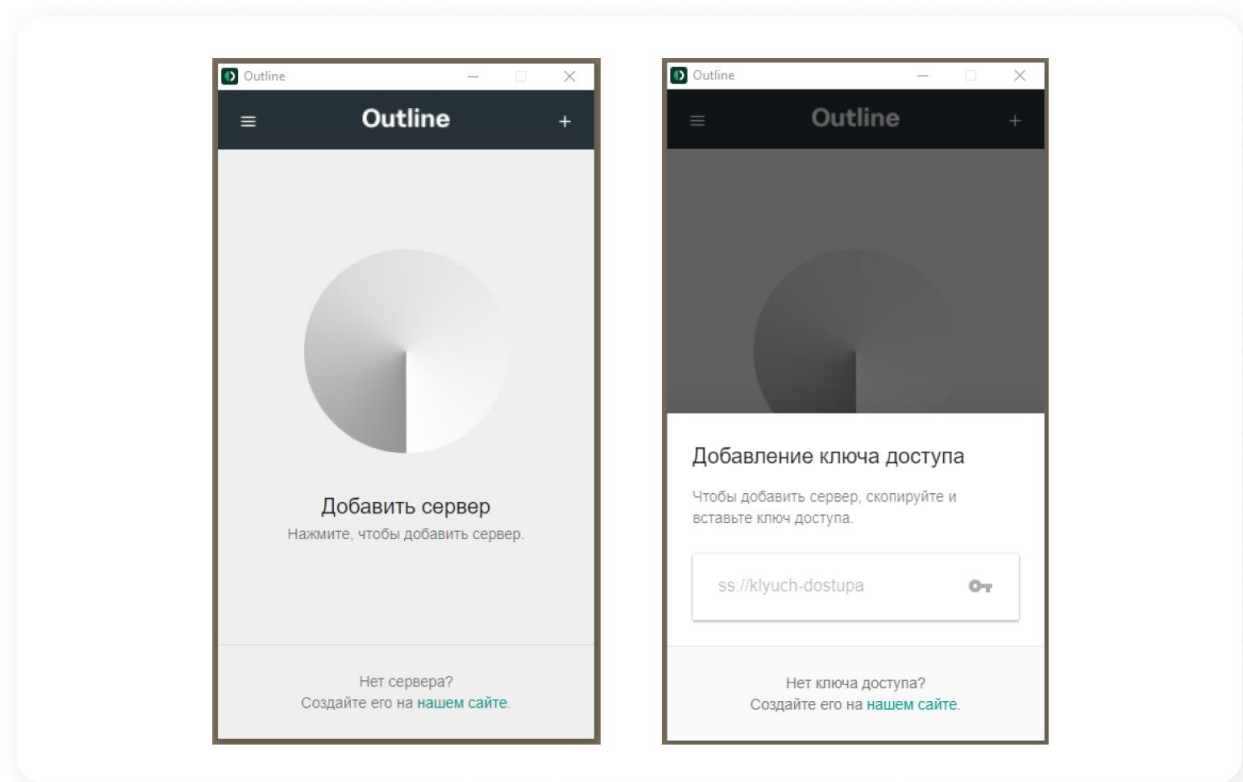 Outline
Outline
Добавить сервер
Нажмите, чтобы добавить сервер.
Нет сервера?
Создайте его на нашем сайте.
Outline
Outline
Добавление ключа доступа
Чтобы добавить сервер, скопируйте и
вставьте ключ доступа.
ss://klyuch-dostupa
Нет ключа доступа?
Создайте его на нашем сайте.